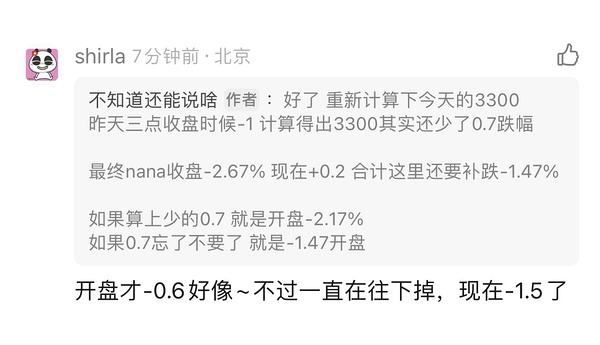 shirla 7分钟前·北京
不知道还能说啥 作者：好了 重新计算下今天的3300
昨天三点收盘时候-1 计算得出3300其实还少了0.7跌幅
最终nana收盘-2.67% 现在+0.2 合计这里还要补跌-1.47%
如果算上少的0.7 就是开盘-2.17%
如果0.7忘了不要了 就是-1.47开盘
开盘才-0.6好像~不过一直在往下掉，现在-1.5了